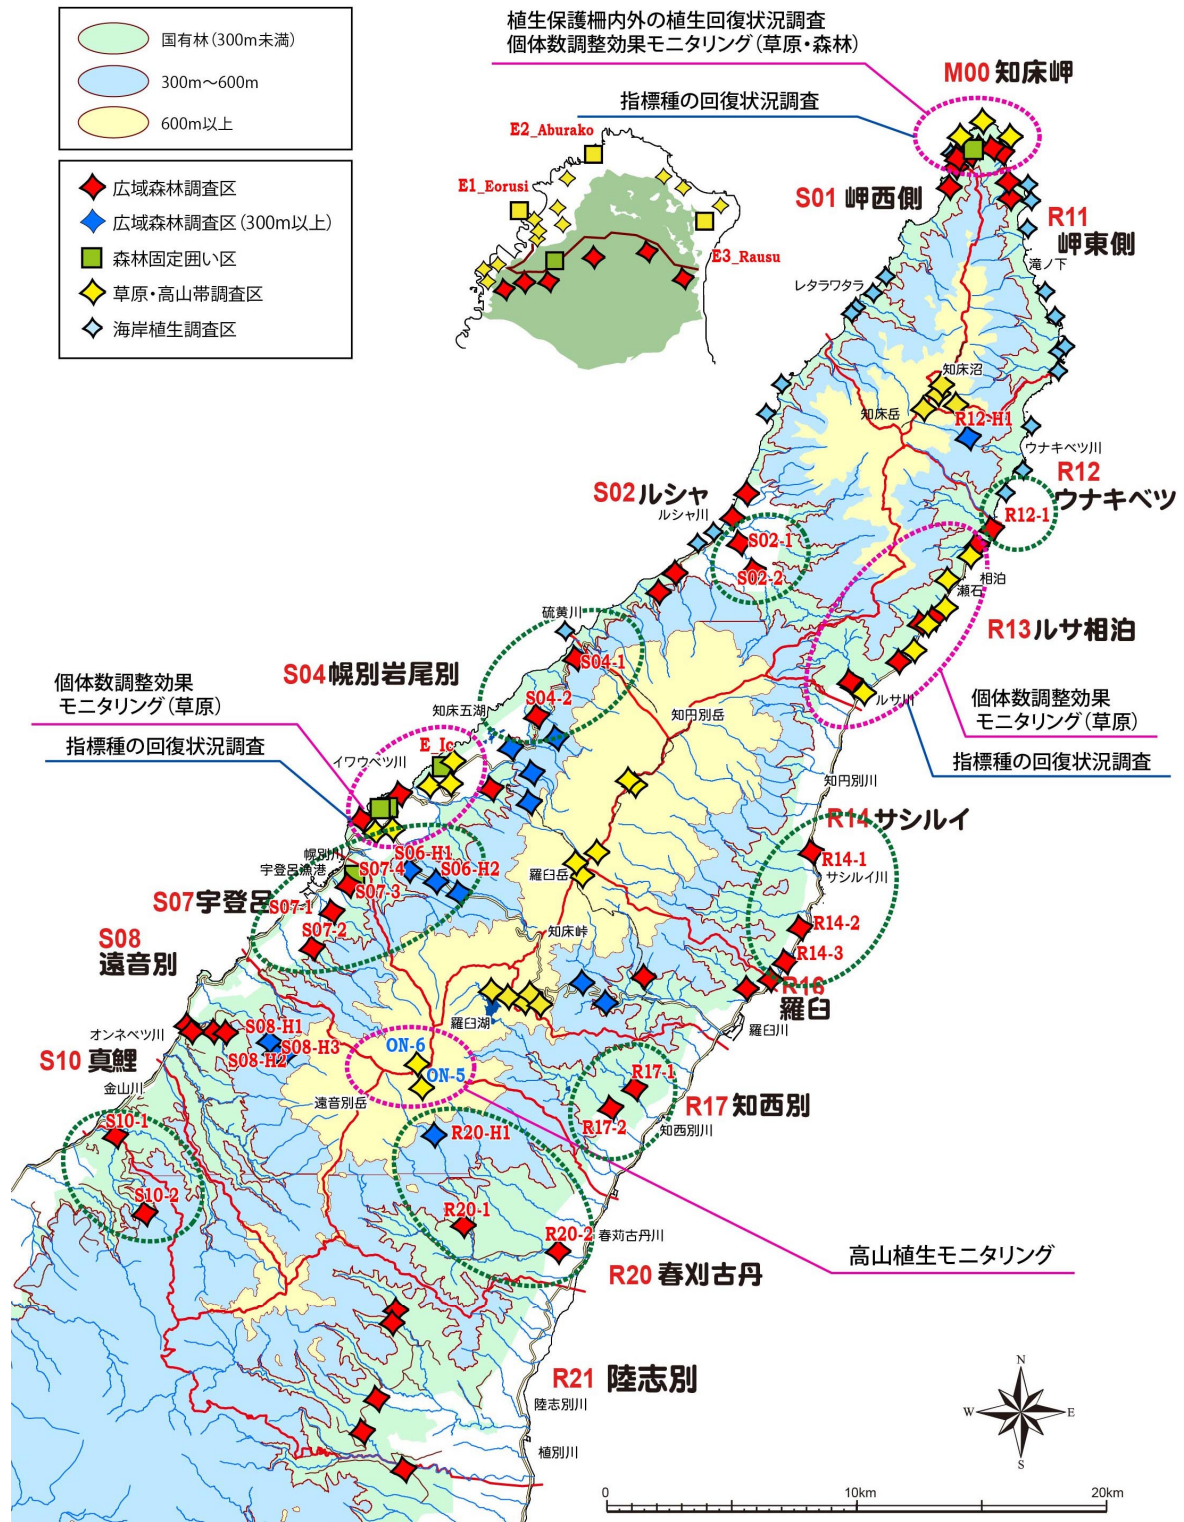 国有林(300m未満)
300m～600m
600m以上
広域森林調査区
広域森林調査区(300m以上)
森林固定囲い区
草原・高山帯調査区
海岸植生調査区
植生保護柵内外の植生回復状況調査
個体数調整効果モニタリング(草原・森林)
M00 知床岬
指標種の回復状況調査
E2_Aburako
E1_Eorusi
E3_Rausu
S01 岬西側
R11
岬東側
滝ノ下
レタラワタラ
知床沼
知床岳
R12-H1
ウナキベツ川
R12
ウナキベツ
R12-1
S02 ルシャ
ルシャ川
S02-1
S02-2
相泊
瀬石
R13 ルサ相泊
硫黄川
S04-1
S04 幌別岩尾別
個体数調整効果
モニタリング(草原)
指標種の回復状況調査
S04-2
知床五湖
知円別岳
ルサ川
個体数調整効果
モニタリング(草原)
指標種の回復状況調査
E_Ic
イワウベツ川
知円別川
R14 サシルイ
R14-1
サシルイ川
幌別川
宇登呂漁港
S06-H1
S06-H2
S07-4
S07-3
羅臼岳
S07 宇登呂
S07-1
S07-2
R14-2
R14-3
S08
遠音別
知床峠
R16
羅臼
羅臼湖
羅臼川
オンネベツ川
S08-H1
S08-H3
S08-H2
ON-6
ON-5
S10 真鯉
金山川
遠音別岳
R17-1
R17 知西別
R17-2
知西別川
S10-1
R20-H1
S10-2
R20-1
R20-2
春刈古丹川
高山植生モニタリング
R20 春刈古丹
R21 陸志別
陸志別川
植別川
N
W
E
S
0
10km
20km